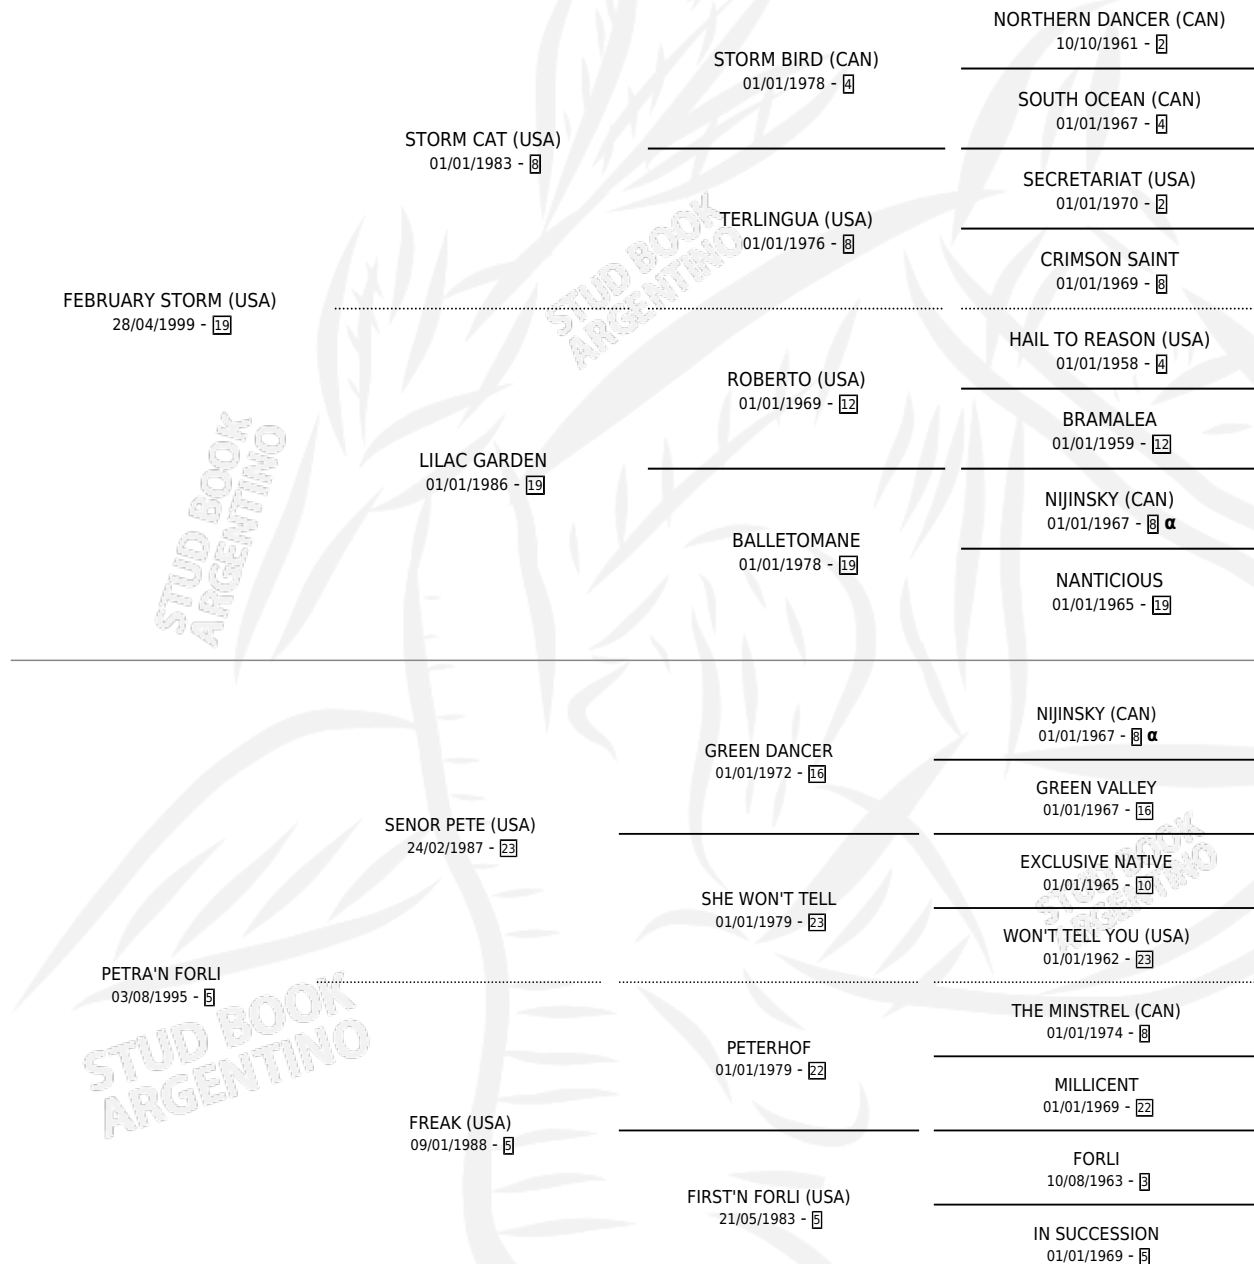 NORTHERN DANCER (CAN)
10/10/1961 - 2
STORM BIRD (CAN)
01/01/1978 - 4
SOUTH OCEAN (CAN)
01/01/1967 - 4
STORM CAT (USA)
01/01/1983 - 8
SECRETARIAT (USA)
01/01/1970 - 2
TERLINGUA (USA)
01/01/1976 - 8
CRIMSON SAINT
01/01/1969 - 8
FEBRUARY STORM (USA)
28/04/1999 - 19
HAIL TO REASON (USA)
01/01/1958 - 4
ROBERTO (USA)
01/01/1969 - 12
BRAMALEA
01/01/1959 - 12
LILAC GARDEN
01/01/1986 - 19
NIJINSKY (CAN)
01/01/1967 - 8 α
BALLETOMANE
01/01/1978 - 19
NANTICIOUS
01/01/1965 - 19
NIJINSKY (CAN)
01/01/1967 - 8 α
GREEN DANCER
01/01/1972 - 16
GREEN VALLEY
01/01/1967 - 16
SENOR PETE (USA)
24/02/1987 - 23
EXCLUSIVE NATIVE
01/01/1965 - 10
SHE WON'T TELL
01/01/1979 - 23
WON'T TELL YOU (USA)
01/01/1962 - 23
PETRA'N FORLI
03/08/1995 - 5
THE MINSTREL (CAN)
01/01/1974 - 8
PETERHOF
01/01/1979 - 22
MILLICENT
01/01/1969 - 22
FREAK (USA)
09/01/1988 - 5
FORLI
10/08/1963 - 3
FIRST'N FORLI (USA)
21/05/1983 - 5
IN SUCCESSION
01/01/1969 - 5
STUD BOOK
ARGENTINO
STUD BOOK
ARGENTINO
STUD BOOK
ARGENTINO
STUD BOOK
ARGENTINO